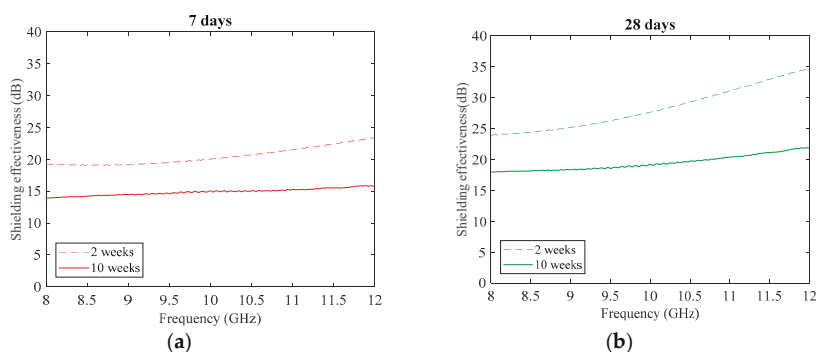 7 days
40
35
30
25
20
15
10
5
0
Shielding effectiveness (dB)
2 weeks
10 weeks
8 8.5 9 9.5 10 10.5 11 11.5 12
Frequency (GHz)
(a)
28 days
40
35
30
25
20
15
10
5
0
Shielding effectiveness(dB)
2 weeks
10 weeks
8 8.5 9 9.5 10 10.5 11 11.5 12
Frequency (GHz)
(b)